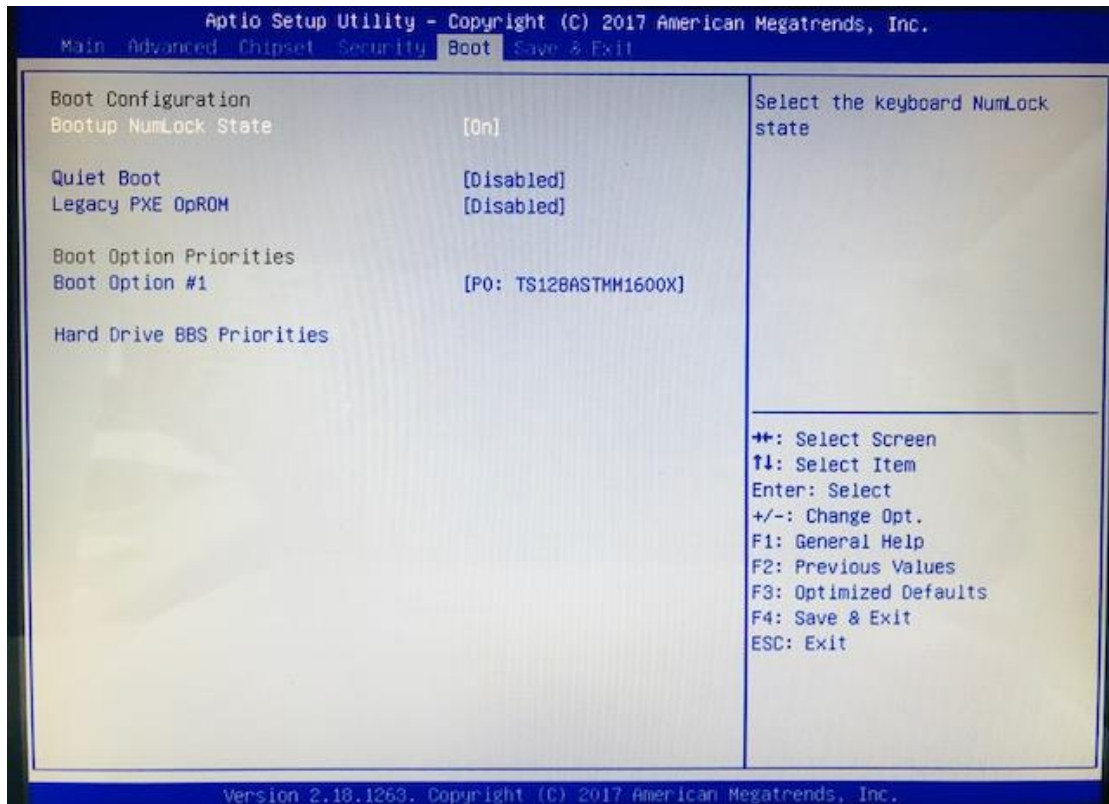 Aptio Setup Utility – Copyright (C) 2017 American Megatrends, Inc.
Main Advanced Chipset Security Boot Save & Exit
Boot Configuration
Bootup NumLock State [On]
Quiet Boot [Disabled]
Legacy PXE OpROM [Disabled]
Boot Option Priorities
Boot Option #1 [P0: TS128ASTMM1600X]
Hard Drive BBS Priorities
Select the keyboard NumLock
state
→←: Select Screen
↑↓: Select Item
Enter: Select
+/-: Change Opt.
F1: General Help
F2: Previous Values
F3: Optimized Defaults
F4: Save & Exit
ESC: Exit
Version 2.18.1263. Copyright (C) 2017 American Megatrends, Inc.